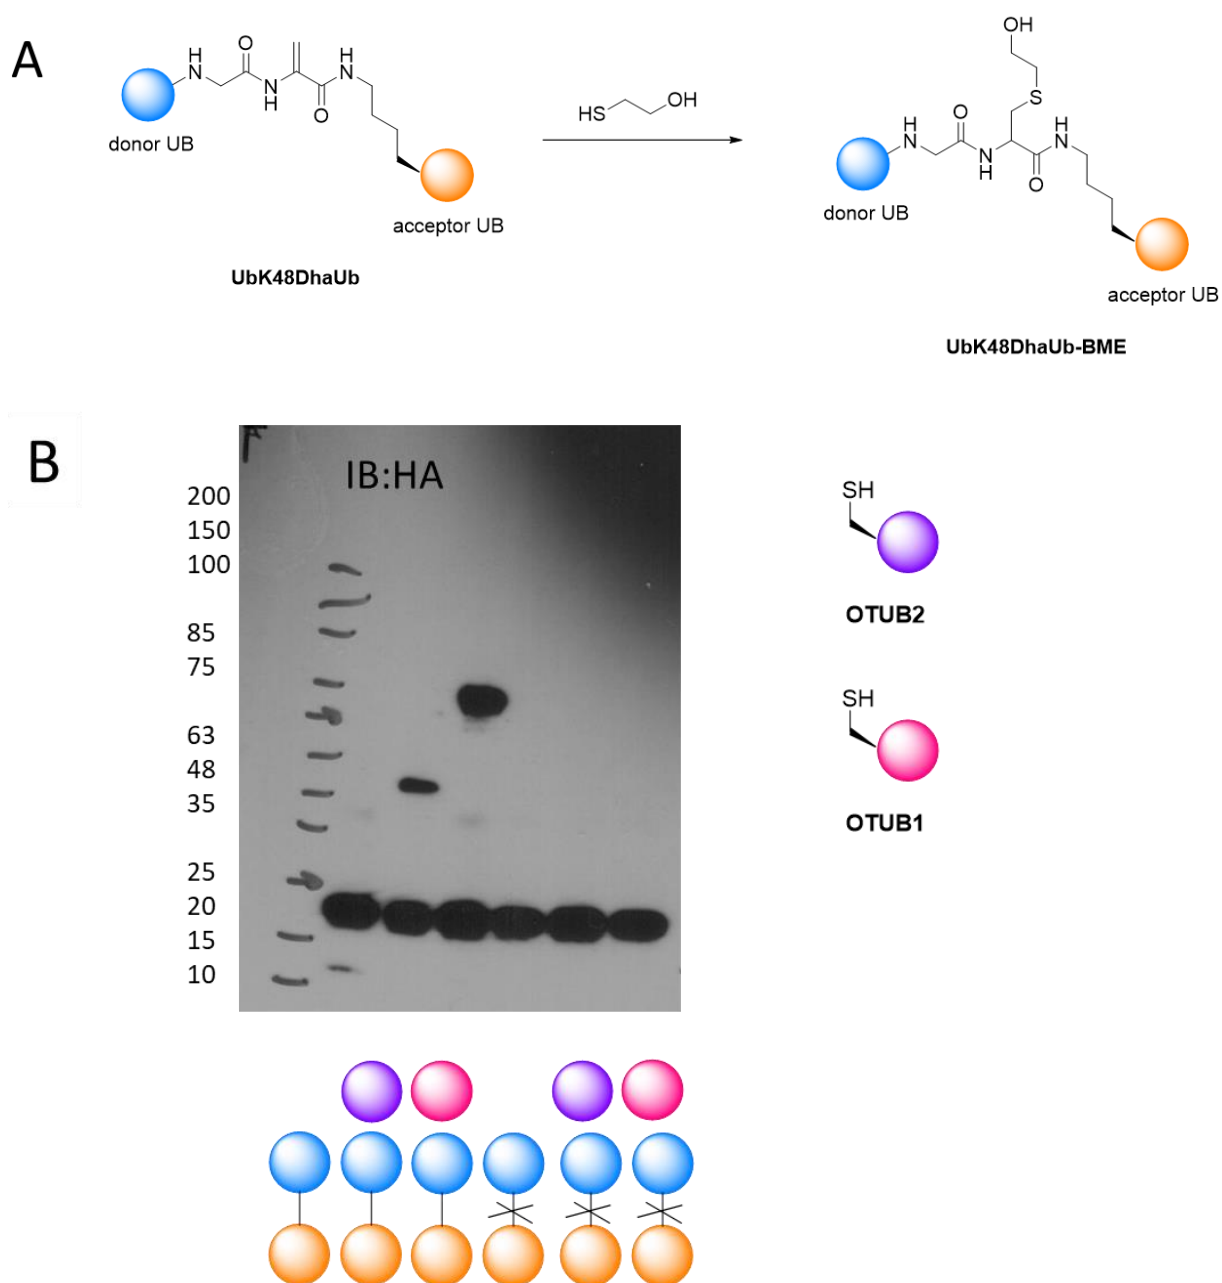 A
O
H
N
N
H
O
H
N
donor UB
acceptor UB
UbK48DhaUb
HS
OH
OH
S
O
H
N
N
H
O
H
N
donor UB
acceptor UB
UbK48DhaUb-BME
B
IB:HA
200
150
100
85
75
63
48
35
25
20
15
10
SH
OTUB2
SH
OTUB1